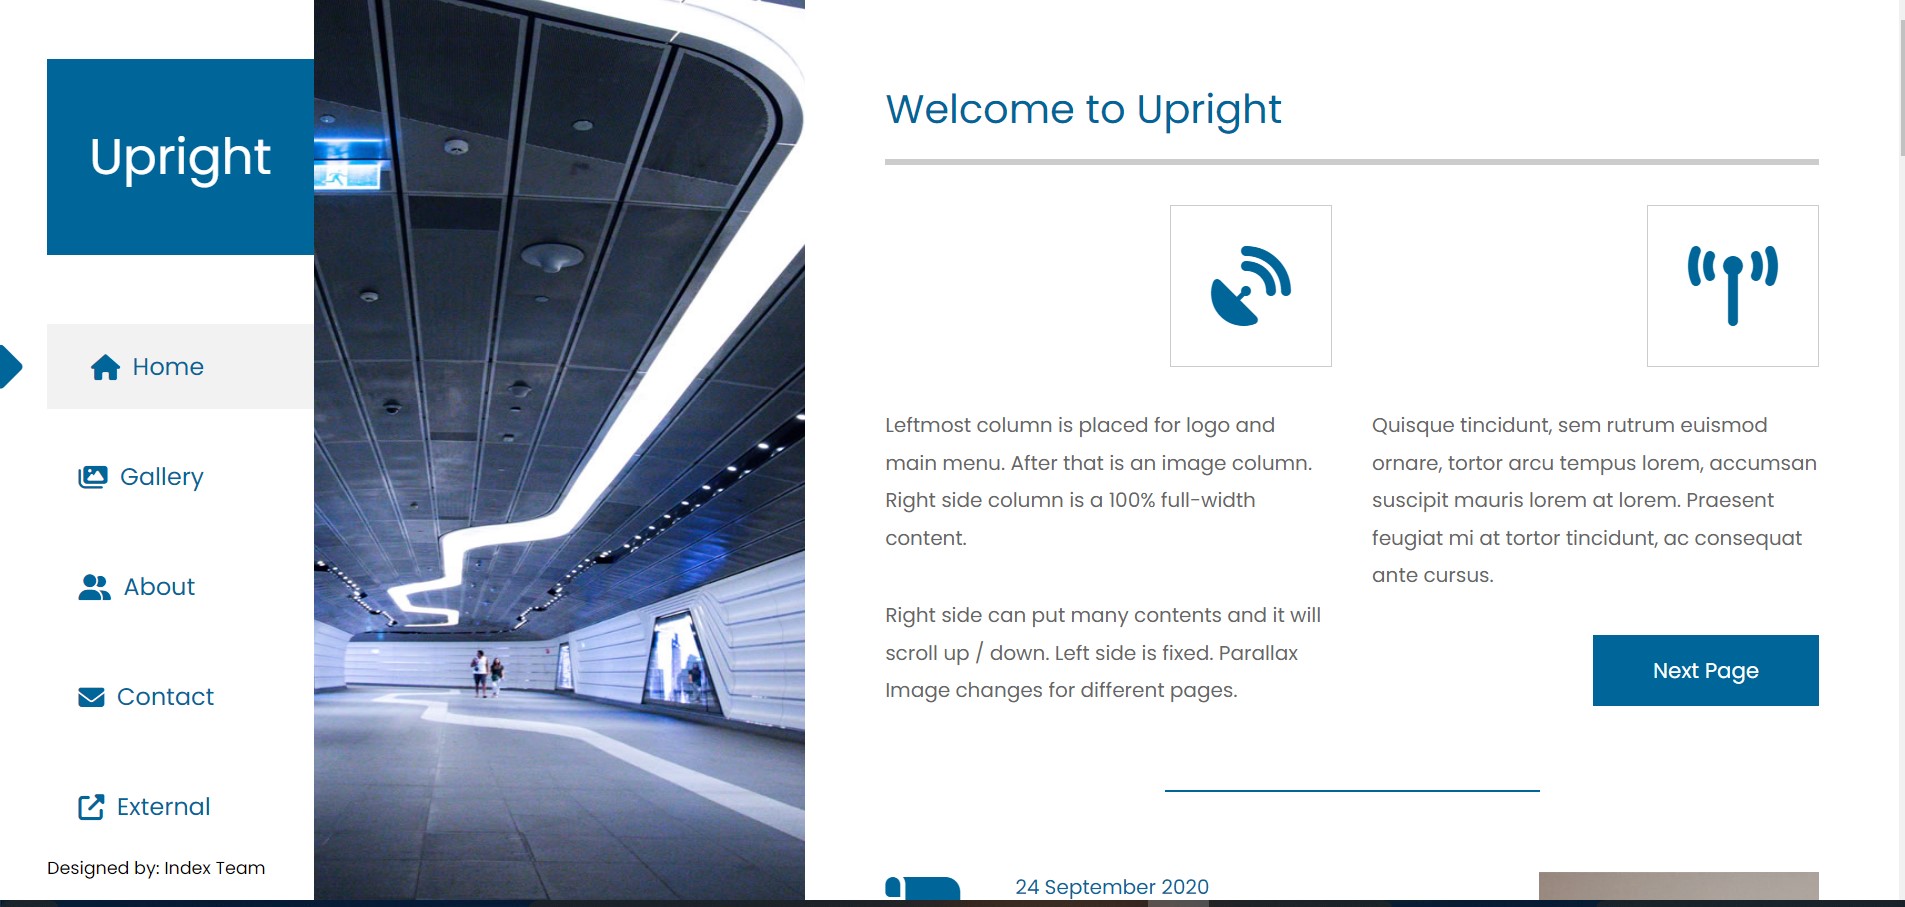 Upright
Home
Gallery
About
Contact
External
Designed by: Index Team
Welcome to Upright
Leftmost column is placed for logo and
main menu. After that is an image column.
Right side column is a 100% full-width
content.
Right side can put many contents and it will
scroll up / down. Left side is fixed. Parallax
Image changes for different pages.
Quisque tincidunt, sem rutrum euismod
ornare, tortor arcu tempus lorem, accumsan
suscipit mauris lorem at lorem. Praesent
feugiat mi at tortor tincidunt, ac consequat
ante cursus.
Next Page
24 September 2020